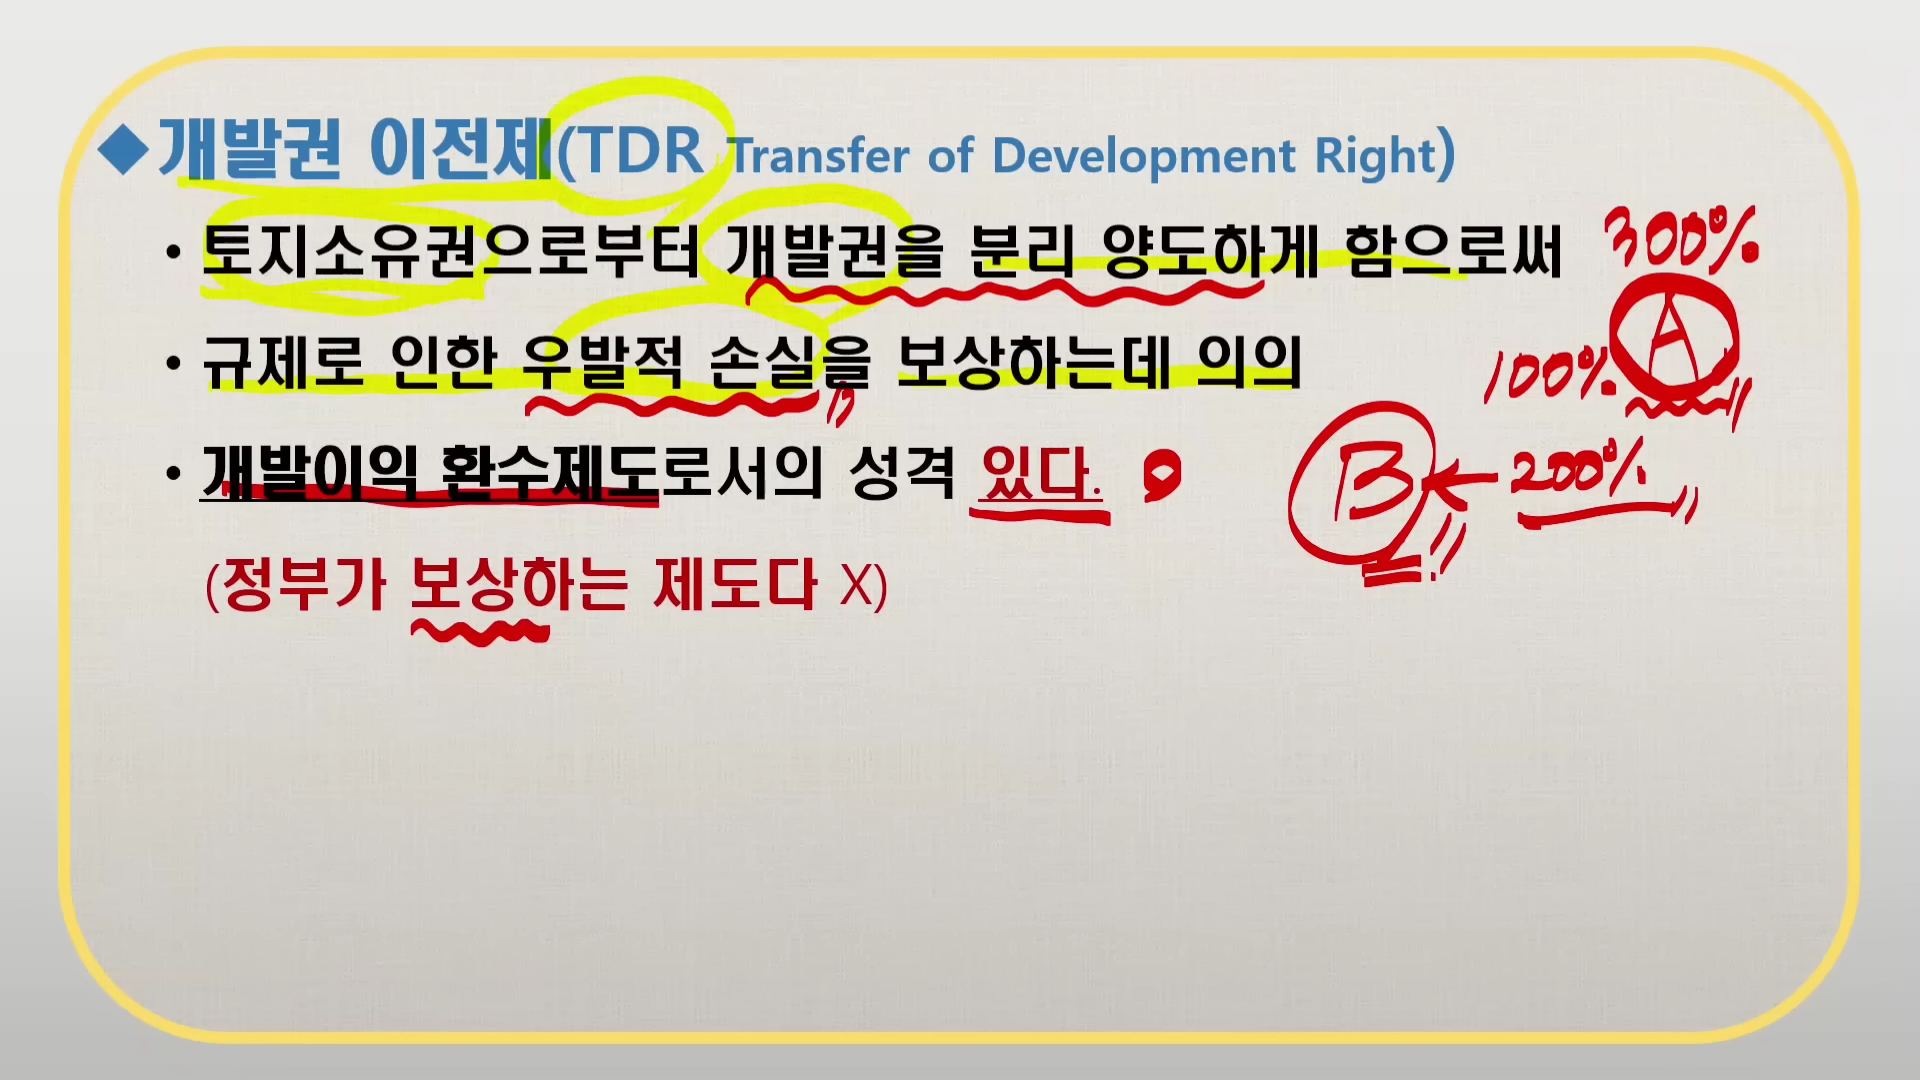 ◆개발권 이전제(TDR Transfer of Development Right)
• 토지소유권으로부터 개발권을 분리 양도하게 함으로써
300%
A
• 규제로 인한 우발적 손실을 보상하는데 의의
100%
• 개발이익 환수제도로서의 성격 있다.
B ← 200%
(정부가 보상하는 제도다 X)